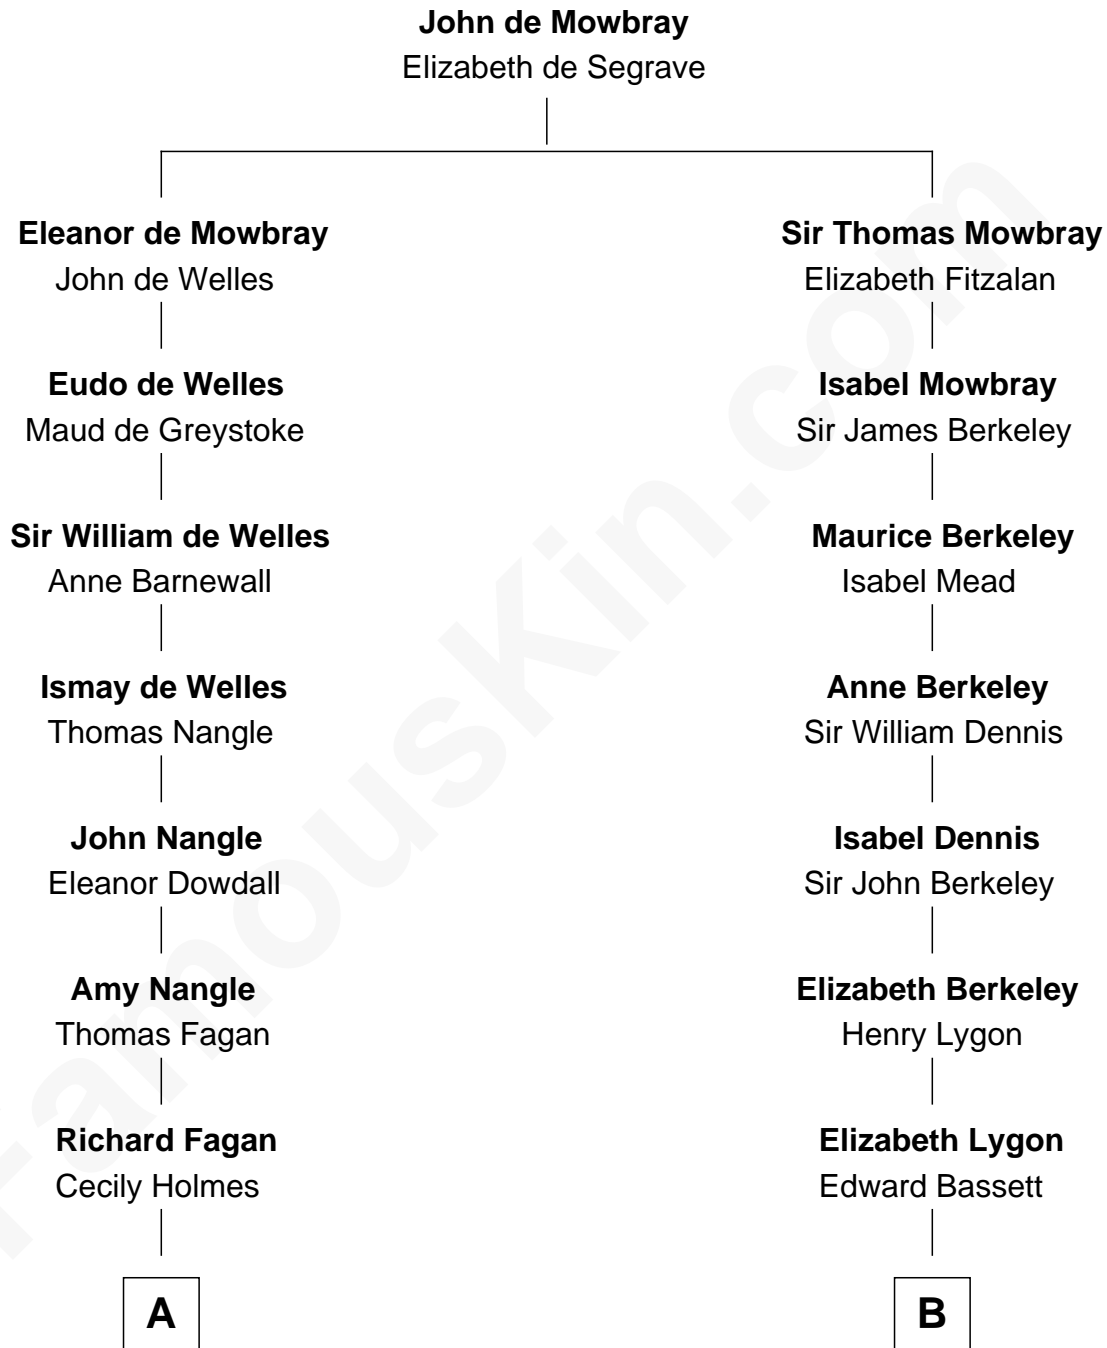 John de Mowbray
Elizabeth de Segrave
Eleanor de Mowbray
John de Welles
Sir Thomas Mowbray
Elizabeth Fitzalan
Eudo de Welles
Maud de Greystoke
Isabel Mowbray
Sir James Berkeley
Sir William de Welles
Anne Barnewall
Maurice Berkeley
Isabel Mead
Ismay de Welles
Thomas Nangle
Anne Berkeley
Sir William Dennis
John Nangle
Eleanor Dowdall
Isabel Dennis
Sir John Berkeley
Amy Nangle
Thomas Fagan
Elizabeth Berkeley
Henry Lygon
Richard Fagan
Cecily Holmes
Elizabeth Lygon
Edward Bassett
A
B
FamousKin.com